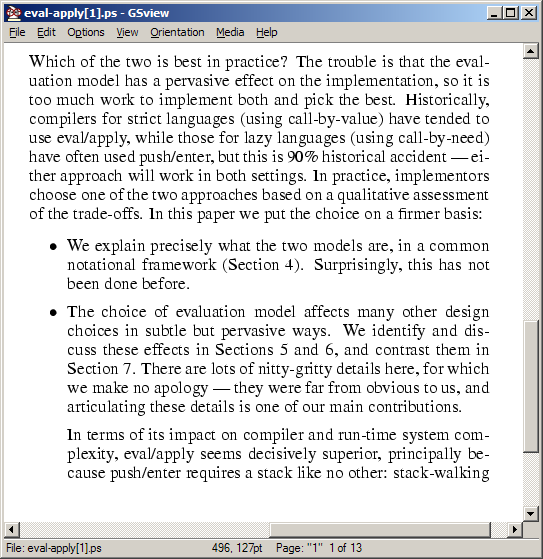 eval-apply[1].ps - GSview
File Edit Options View Orientation Media Help
Which of the two is best in practice? The trouble is that the eval-
uation model has a pervasive effect on the implementation, so it is
too much work to implement both and pick the best. Historically,
compilers for strict languages (using call-by-value) have tended to
use eval/apply, while those for lazy languages (using call-by-need)
have often used push/enter, but this is 90% historical accident — ei-
ther approach will work in both settings. In practice, implementors
choose one of the two approaches based on a qualitative assessment
of the trade-offs. In this paper we put the choice on a firmer basis:
• We explain precisely what the two models are, in a common
notational framework (Section 4). Surprisingly, this has not
been done before.
• The choice of evaluation model affects many other design
choices in subtle but pervasive ways. We identify and dis-
cuss these effects in Sections 5 and 6, and contrast them in
Section 7. There are lots of nitty-gritty details here, for which
we make no apology — they were far from obvious to us, and
articulating these details is one of our main contributions.
In terms of its impact on compiler and run-time system com-
plexity, eval/apply seems decisively superior, principally be-
cause push/enter requires a stack like no other: stack-walking
File: eval-apply[1].ps 496, 127pt Page: "1" 1 of 13